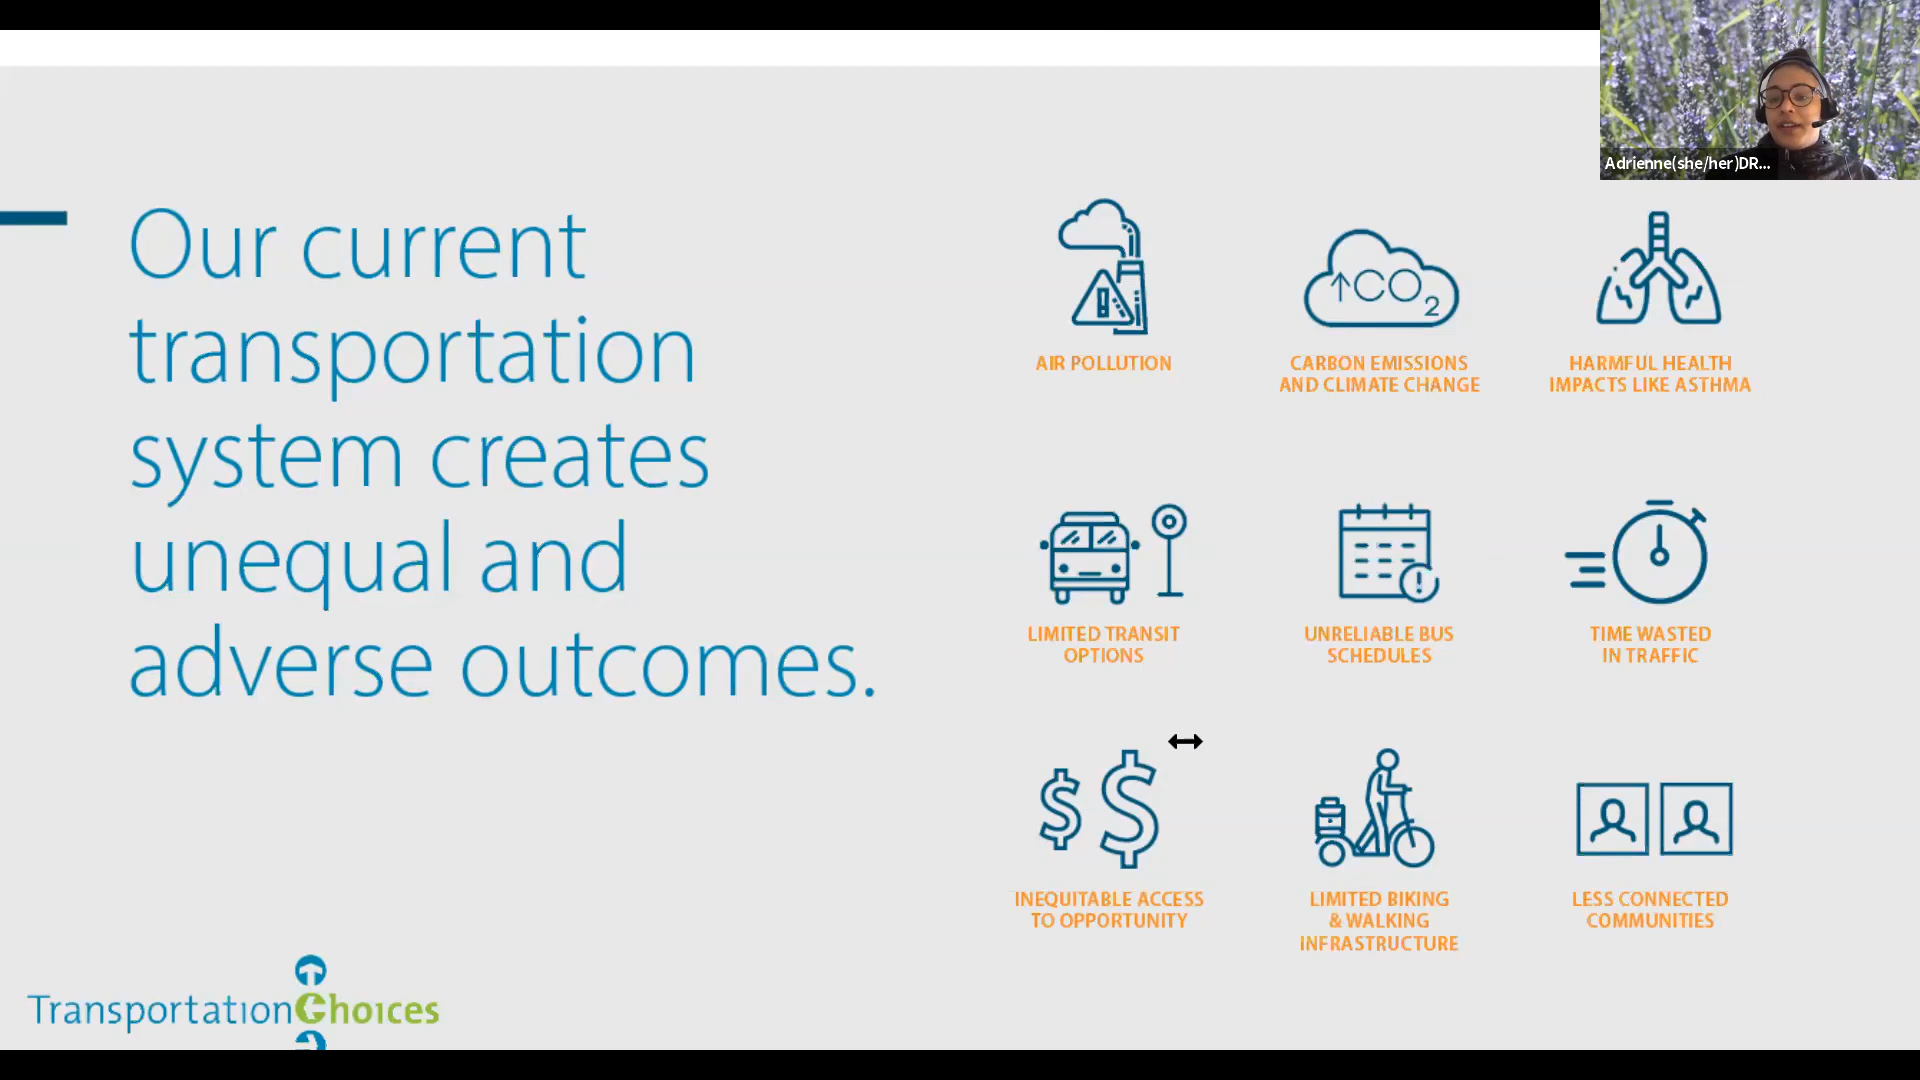 Adrienne(she/her)DR...
Our current
transportation
system creates
unequal and
adverse outcomes.
↑CO2
AIR POLLUTION
CARBON EMISSIONS
AND CLIMATE CHANGE
HARMFUL HEALTH
IMPACTS LIKE ASTHMA
LIMITED TRANSIT
OPTIONS
UNRELIABLE BUS
SCHEDULES
TIME WASTED
IN TRAFFIC
$ $
INEQUITABLE ACCESS
TO OPPORTUNITY
LIMITED BIKING
& WALKING
INFRASTRUCTURE
LESS CONNECTED
COMMUNITIES
TransportationChoices